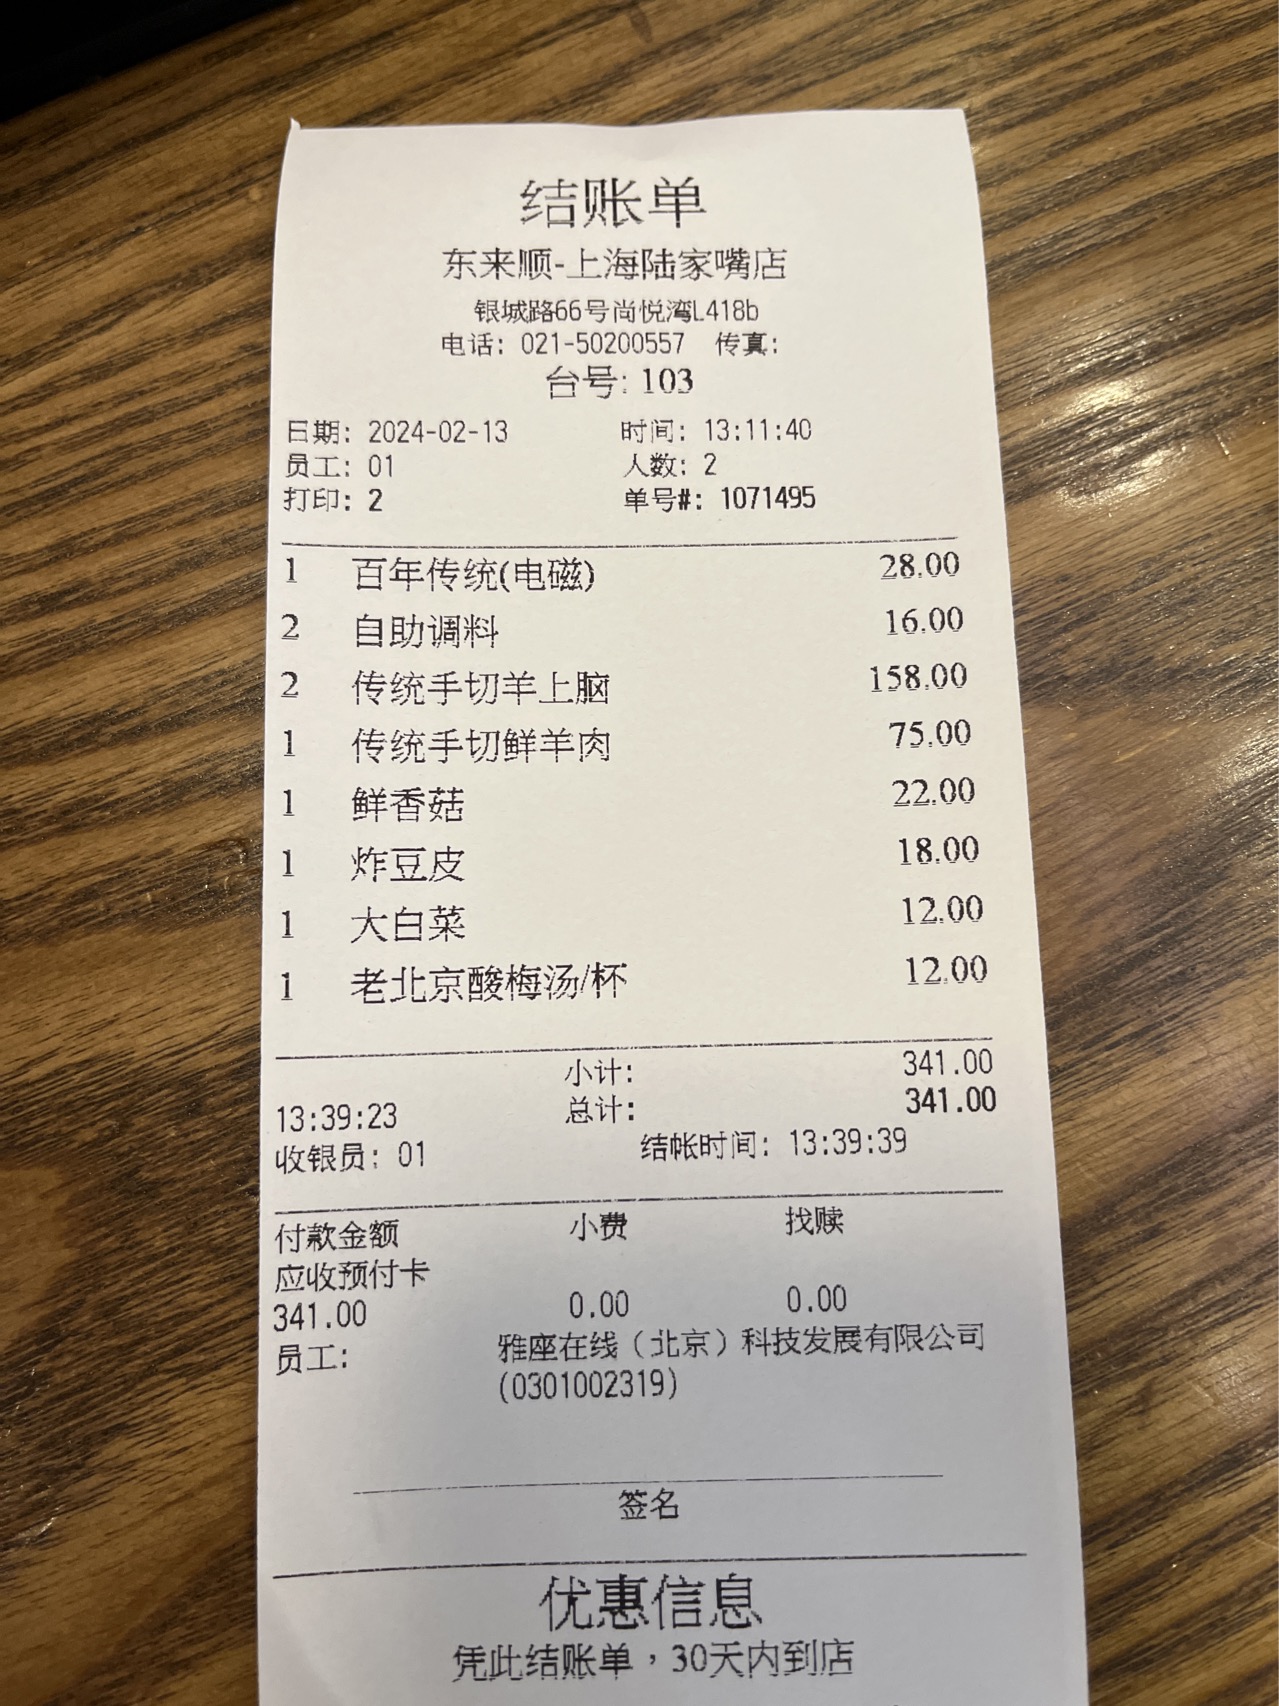 结账单
东来顺-上海陆家嘴店
银城路66号尚悦湾L418b
电话: 021-50200557 传真:
台号: 103
日期: 2024-02-13 时间: 13:11:40
员工: 01 人数: 2
打印: 2 单号#: 1071495
1 百年传统(电磁) 28.00
2 自助调料 16.00
2 传统手切羊上脑 158.00
1 传统手切鲜羊肉 75.00
1 鲜香菇 22.00
1 炸豆皮 18.00
1 大白菜 12.00
1 老北京酸梅汤/杯 12.00
小计: 341.00
13:39:23 总计: 341.00
收银员: 01 结帐时间: 13:39:39
付款金额 小费 找赎
应收预付卡
341.00 0.00 0.00
员工: 雅座在线（北京）科技发展有限公司
(0301002319)
签名
优惠信息
凭此结账单，30天内到店